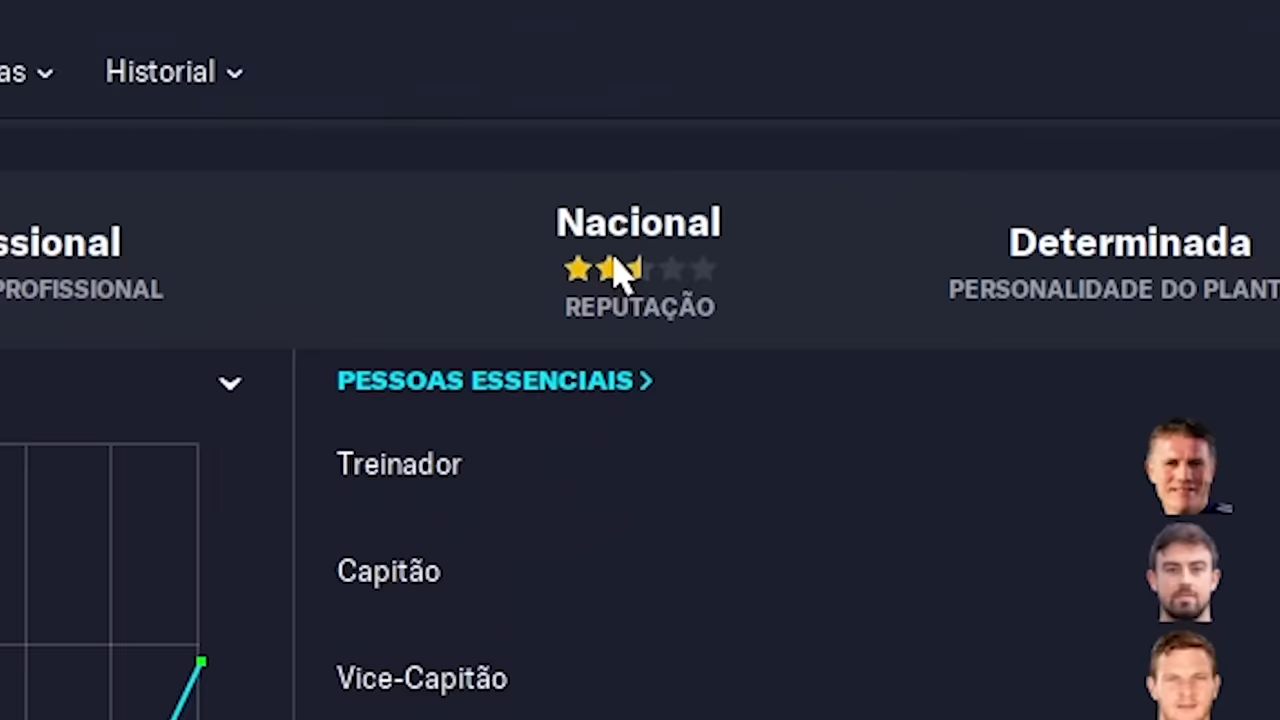 as
Historial
ssional
PROFISSIONAL
Nacional
REPUTAÇÃO
Determinada
PERSONALIDADE DO PLANT
PESSOAS ESSENCIAIS
Treinador
Capitão
Vice-Capitão